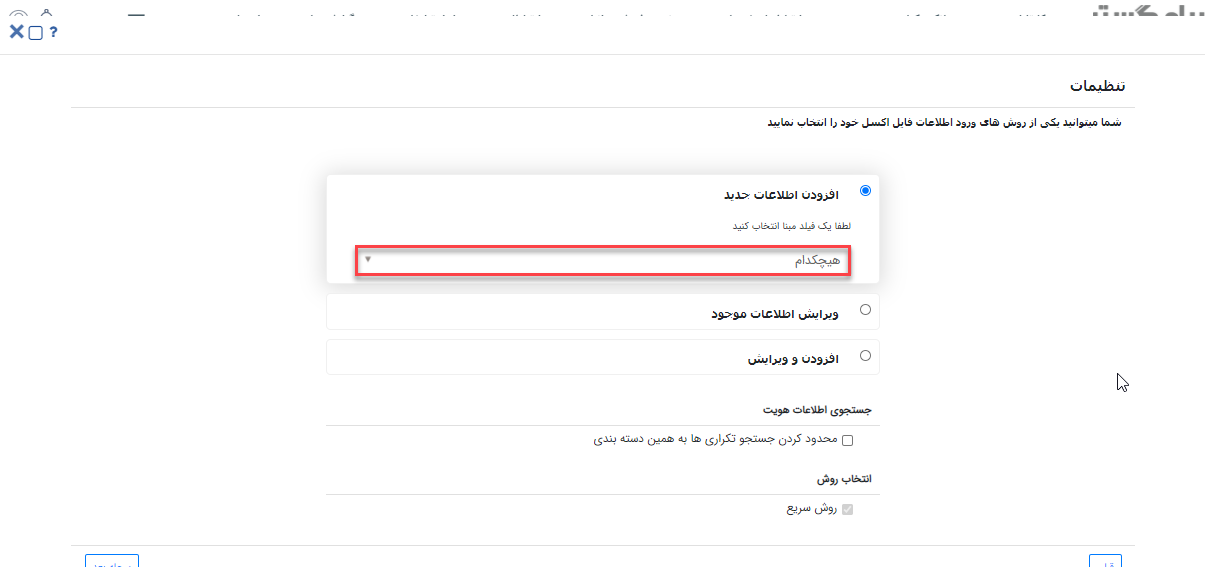 ?
تنظیمات
شما میتوانید یکی از روش های ورود اطلاعات فایل اکسل خود را انتخاب نمایید
افزودن اطلاعات جدید
لطفا یک فیلد مبنا انتخاب کنید
هیچکدام
ویرایش اطلاعات موجود
افزودن و ویرایش
جستجوی اطلاعات هویت
محدود کردن جستجو تکراری ها به همین دسته بندی
انتخاب روش
روش سریع